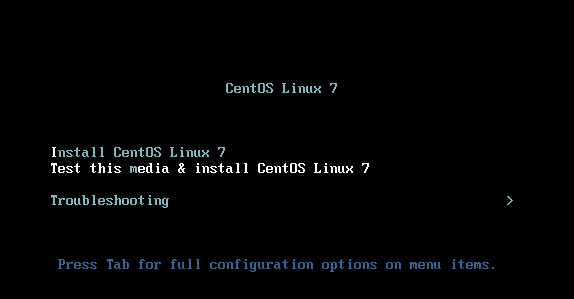 CentOS Linux 7
Install CentOS Linux 7
Test this media & install CentOS Linux 7
Troubleshooting >
Press Tab for full configuration options on menu items.